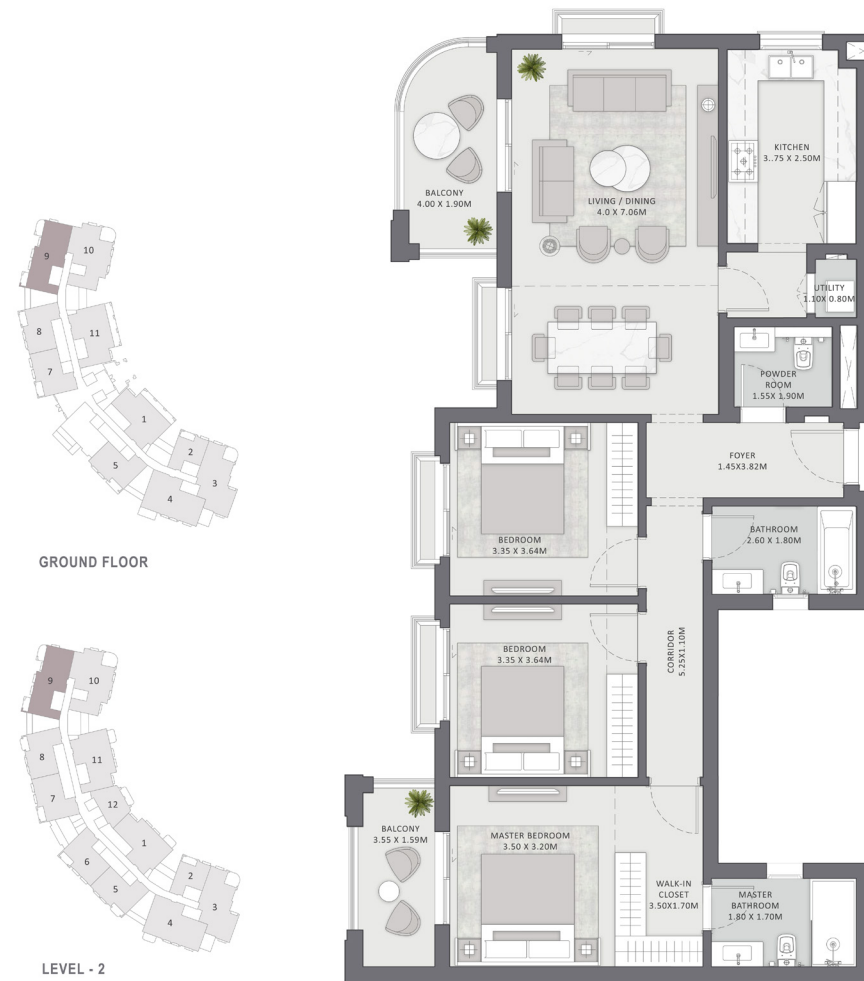 9
10
8
11
7
1
2
5
3
4
GROUND FLOOR
9
10
8
11
7
12
1
6
2
5
3
4
LEVEL - 2
BALCONY
4.00 X 1.90M
LIVING / DINING
4.0 X 7.06M
KITCHEN
3..75 X 2.50M
UTILITY
1.10X 0.80M
POWDER
ROOM
1.55X 1.90M
FOYER
1.45X3.82M
BEDROOM
3.35 X 3.64M
BATHROOM
2.60 X 1.80M
BEDROOM
3.35 X 3.64M
CORRIDOR
5.25X1.10M
BALCONY
3.55 X 1.59M
MASTER BEDROOM
3.50 X 3.20M
WALK-IN
CLOSET
3.50X1.70M
MASTER
BATHROOM
1.80 X 1.70M